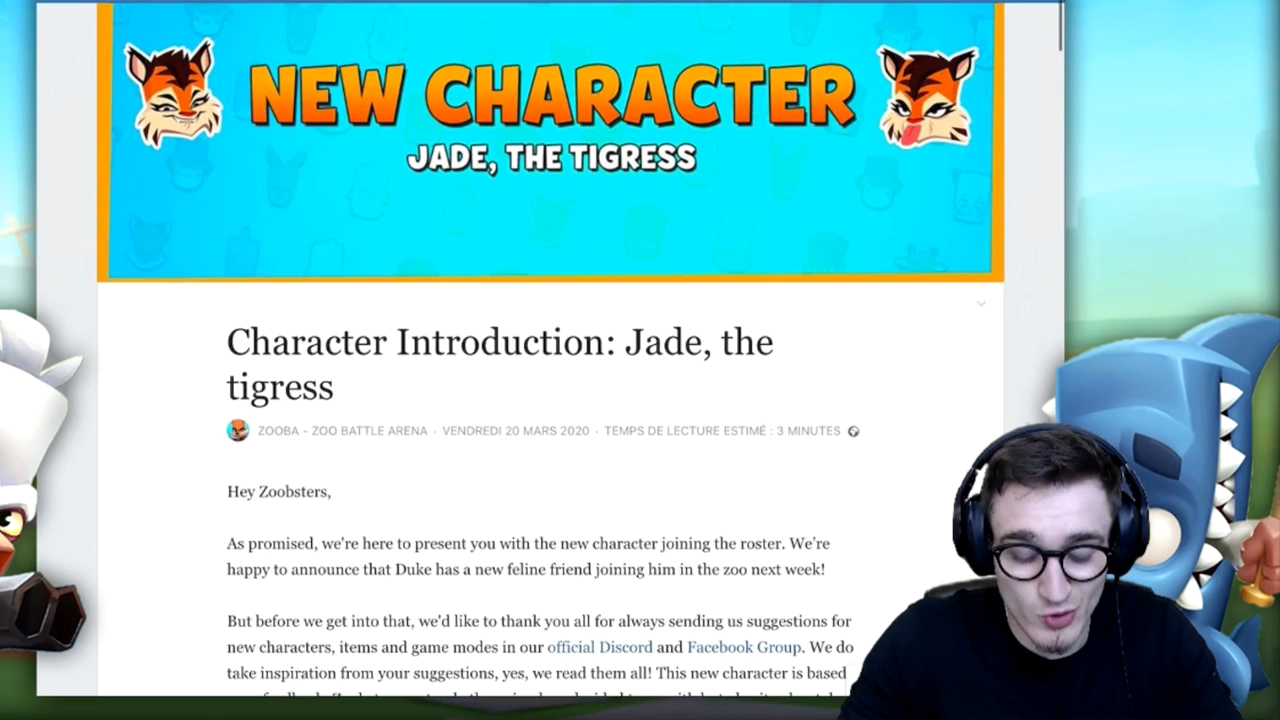 NEW CHARACTER
JADE, THE TIGRESS
Character Introduction: Jade, the
tigress
ZOOBA - ZOO BATTLE ARENA · VENDREDI 20 MARS 2020 · TEMPS DE LECTURE ESTIMÉ : 3 MINUTES
Hey Zoobsters,
As promised, we're here to present you with the new character joining the roster. We're
happy to announce that Duke has a new feline friend joining him in the zoo next week!
But before we get into that, we'd like to thank you all for always sending us suggestions for
new characters, items and game modes in our official Discord and Facebook Group. We do
take inspiration from your suggestions, yes, we read them all! This new character is based